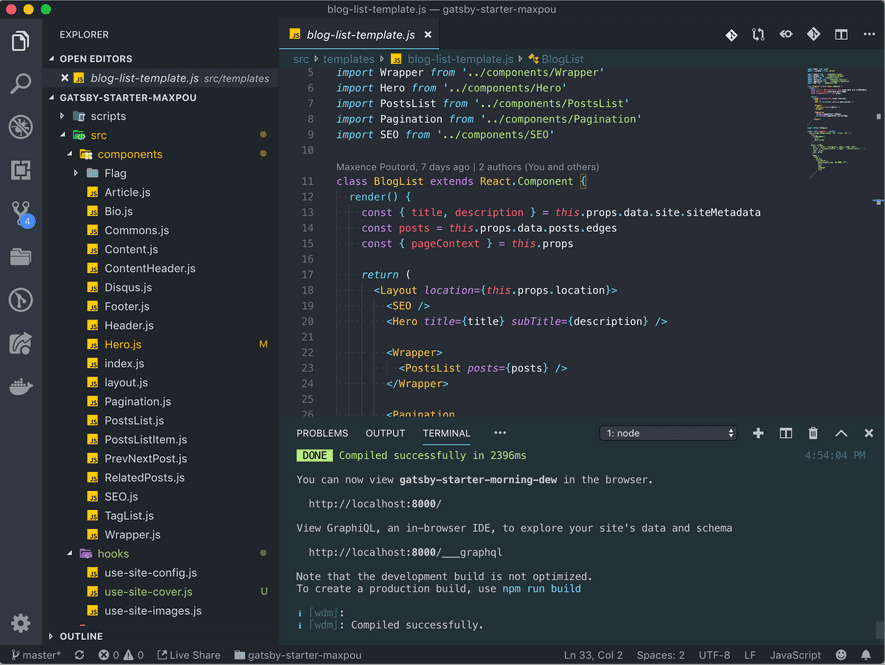 blog-list-template.js — gatsby-starter-maxpou
EXPLORER
OPEN EDITORS
blog-list-template.js src/templates
GATSBY-STARTER-MAXPOU
scripts
src
components
Flag
Article.js
Bio.js
Commons.js
Content.js
ContentHeader.js
Disqus.js
Footer.js
Header.js
Hero.js M
index.js
layout.js
Pagination.js
PostsList.js
PostsListItem.js
PrevNextPost.js
RelatedPosts.js
SEO.js
TagList.js
Wrapper.js
hooks
use-site-config.js
use-site-cover.js U
use-site-images.js
OUTLINE
4
blog-list-template.js
src templates blog-list-template.js BlogList
5 import Wrapper from '../components/Wrapper'
6 import Hero from '../components/Hero'
7 import PostsList from '../components/PostsList'
8 import Pagination from '../components/Pagination'
9 import SEO from '../components/SEO'
10
Maxence Poutord, 7 days ago | 2 authors (You and others)
11 class BlogList extends React.Component {
12 render() {
13 const { title, description } = this.props.data.site.siteMetadata
14 const posts = this.props.data.posts.edges
15 const { pageContext } = this.props
16
17 return (
18 <Layout location={this.props.location}>
19 <SEO />
20 <Hero title={title} subTitle={description} />
21
22 <Wrapper>
23 <PostsList posts={posts} />
24 </Wrapper>
25
26 <Pagination
PROBLEMS OUTPUT TERMINAL ••• 1: node
DONE Compiled successfully in 2396ms 4:54:04 PM
You can now view gatsby-starter-morning-dew in the browser.
http://localhost:8000/
View GraphiQL, an in-browser IDE, to explore your site's data and schema
http://localhost:8000/___graphql
Note that the development build is not optimized.
To create a production build, use npm run build
ℹ ｢wdm｣:
ℹ ｢wdm｣: Compiled successfully.
master* 0 0 Live Share gatsby-starter-maxpou Ln 33, Col 2 Spaces: 2 UTF-8 LF JavaScript